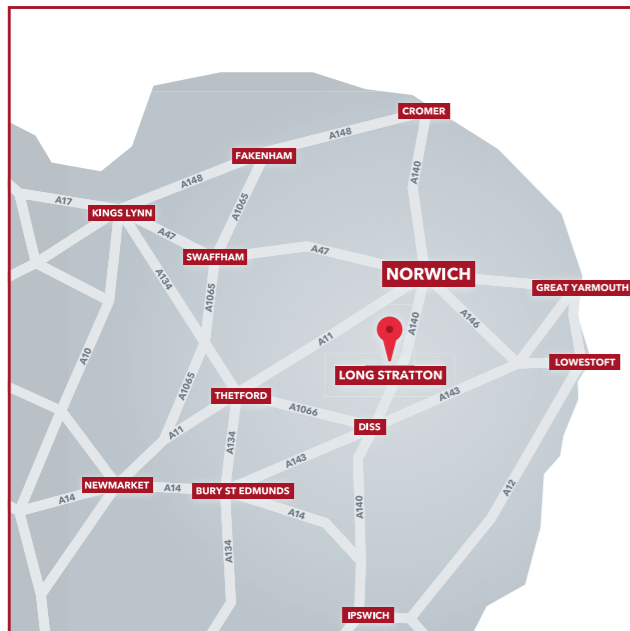 CROMER
A148
FAKENHAM
A148
A140
A17
A1065
KINGS LYNN
A47
SWAFFHAM
A47
NORWICH
A134
A1065
GREAT YARMOUTH
A140
A146
A11
A10
LOWESTOFT
LONG STRATTON
A1065
THETFORD
A143
A1066
DISS
A11
A134
A143
NEWMARKET
A14
BURY ST EDMUNDS
A12
A14
A14
A140
A134
IPSWICH